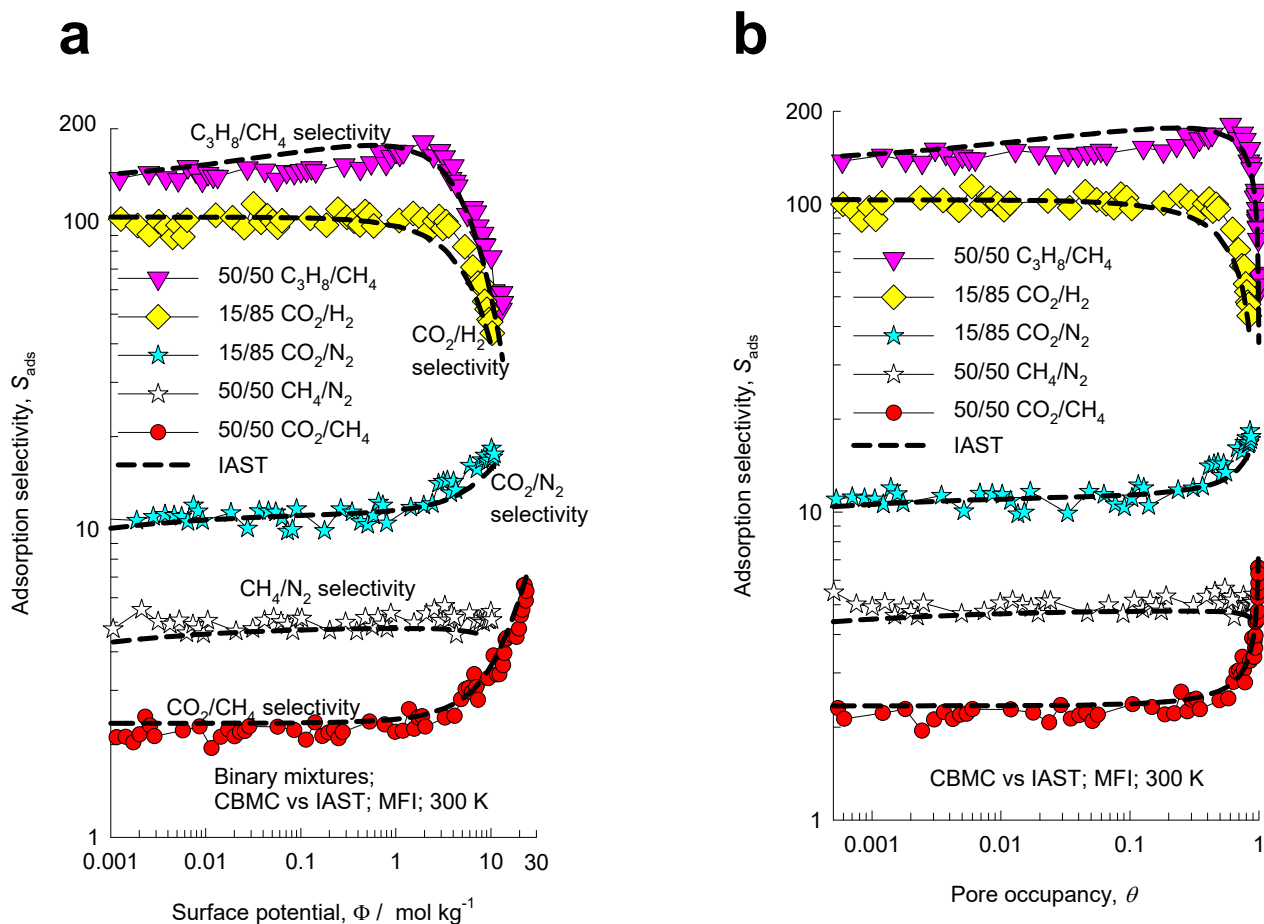 a
Adsorption selectivity, S_ads
200
100
10
1
C₃H₈/CH₄ selectivity
50/50 C₃H₈/CH₄
15/85 CO₂/H₂
15/85 CO₂/N₂
50/50 CH₄/N₂
50/50 CO₂/CH₄
IAST
CO₂/H₂
selectivity
CO₂/N₂
selectivity
CH₄/N₂ selectivity
CO₂/CH₄ selectivity
Binary mixtures;
CBMC vs IAST; MFI; 300 K
0.001 0.01 0.1 1 10 30
Surface potential, Φ / mol kg⁻¹
b
Adsorption selectivity, S_ads
200
100
10
1
50/50 C₃H₈/CH₄
15/85 CO₂/H₂
15/85 CO₂/N₂
50/50 CH₄/N₂
50/50 CO₂/CH₄
IAST
CBMC vs IAST; MFI; 300 K
0.001 0.01 0.1 1
Pore occupancy, θ